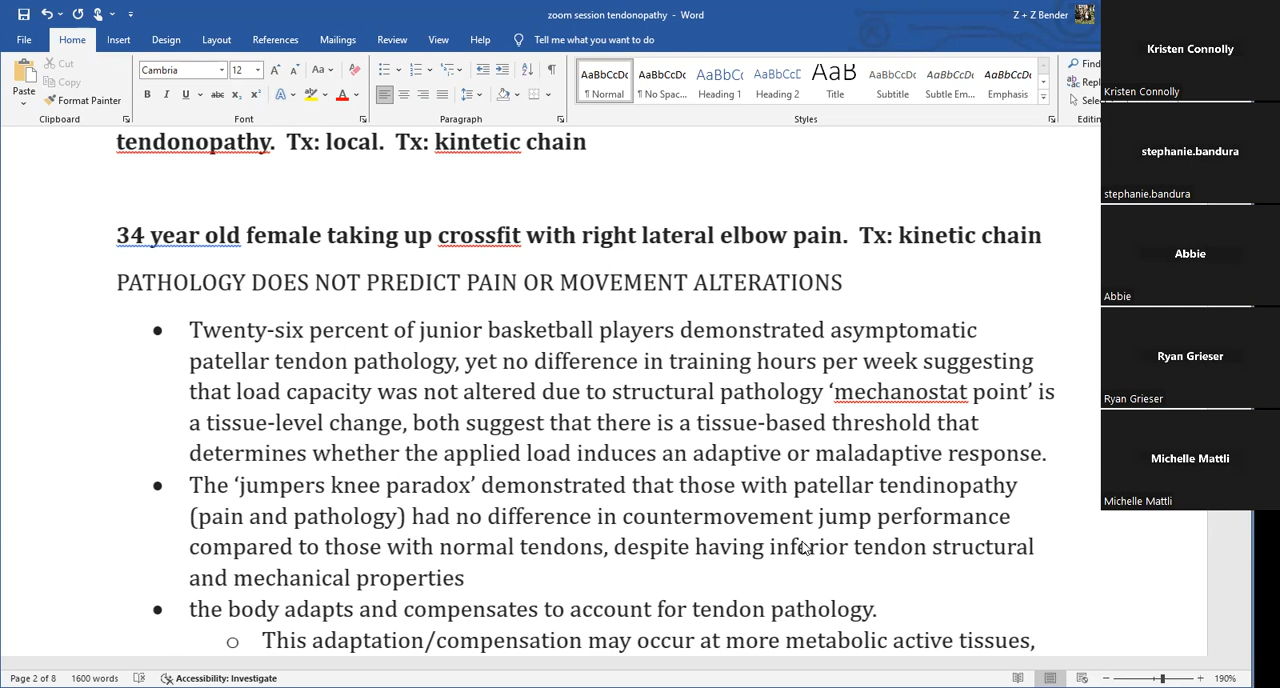 zoom session tendonopathy - Word
Z + Z Bender
File Home Insert Design Layout References Mailings Review View Help Tell me what you want to do
Paste
Cut
Copy
Format Painter
Clipboard
Cambria 12
Aa
B I U abc x₂ x² A A
Font
Paragraph
AaBbCcDc AaBbCcDc AaBbCc AaBbCcD AaB AaBbCcDc AaBbCcDc AaBbCcDc
¶ Normal ¶ No Spac... Heading 1 Heading 2 Title Subtitle Subtle Em... Emphasis
Styles
Find
Repl
Selec
Editin
tendonopathy. Tx: local. Tx: kintetic chain
34 year old female taking up crossfit with right lateral elbow pain. Tx: kinetic chain
PATHOLOGY DOES NOT PREDICT PAIN OR MOVEMENT ALTERATIONS
• Twenty-six percent of junior basketball players demonstrated asymptomatic
patellar tendon pathology, yet no difference in training hours per week suggesting
that load capacity was not altered due to structural pathology ‘mechanostat point’ is
a tissue-level change, both suggest that there is a tissue-based threshold that
determines whether the applied load induces an adaptive or maladaptive response.
• The ‘jumpers knee paradox’ demonstrated that those with patellar tendinopathy
(pain and pathology) had no difference in countermovement jump performance
compared to those with normal tendons, despite having inferior tendon structural
and mechanical properties
• the body adapts and compensates to account for tendon pathology.
o This adaptation/compensation may occur at more metabolic active tissues,
Page 2 of 8 1600 words Accessibility: Investigate 190%
Kristen Connolly
Kristen Connolly
stephanie.bandura
stephanie.bandura
Abbie
Abbie
Ryan Grieser
Ryan Grieser
Michelle Mattli
Michelle Mattli